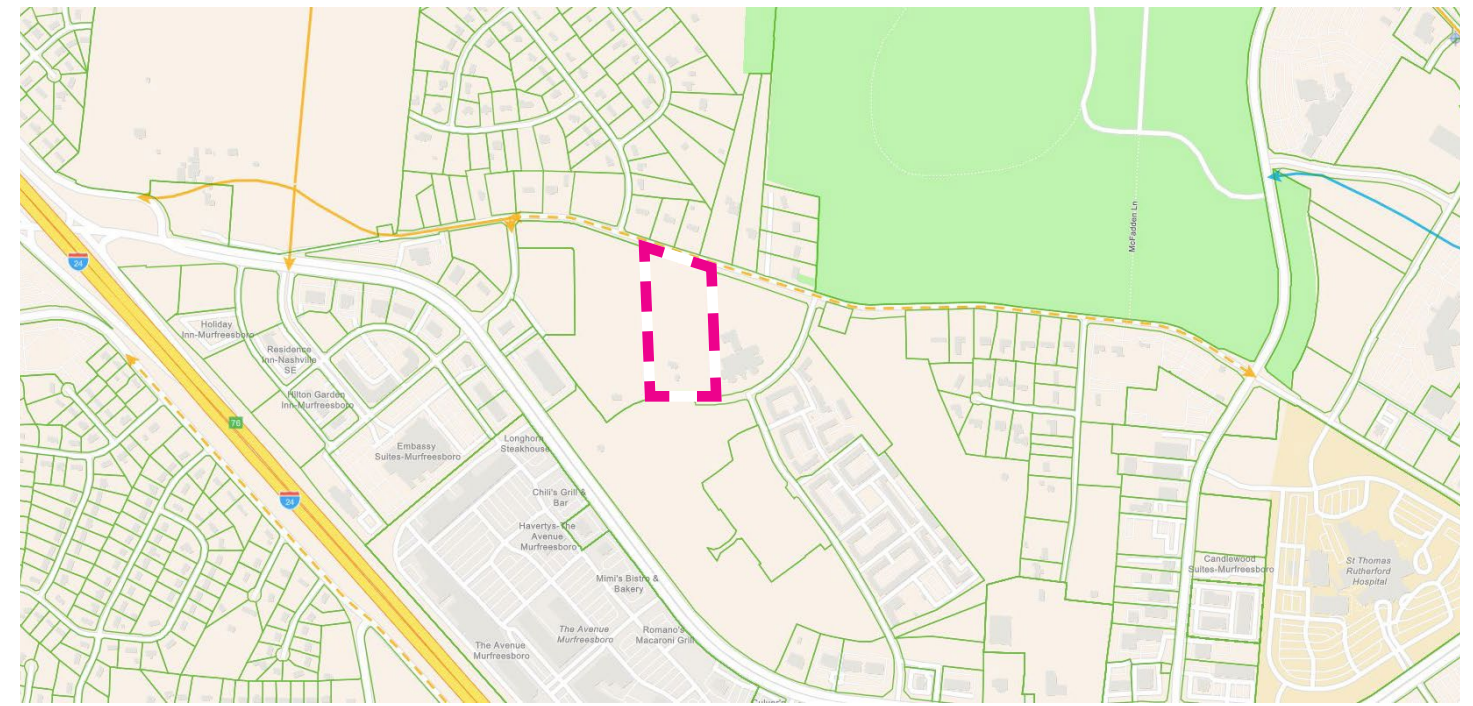 McFadden Ln
24
Holiday
Inn-Murfreesboro
Residence
Inn-Nashville
SE
Hilton Garden
Inn-Murfreesboro
76
Embassy
Suites-Murfreesboro
Longhorn
Steakhouse
24
Chili's Grill &
Bar
Havertys-The
Avenue
Murfreesboro
Mimi's Bistro &
Bakery
The Avenue
Murfreesboro
Romano's
Macaroni Grill
The Avenue
Murfreesboro
Candlewood
Suites-Murfreesboro
St Thomas
Rutherford
Hospital
Culver's